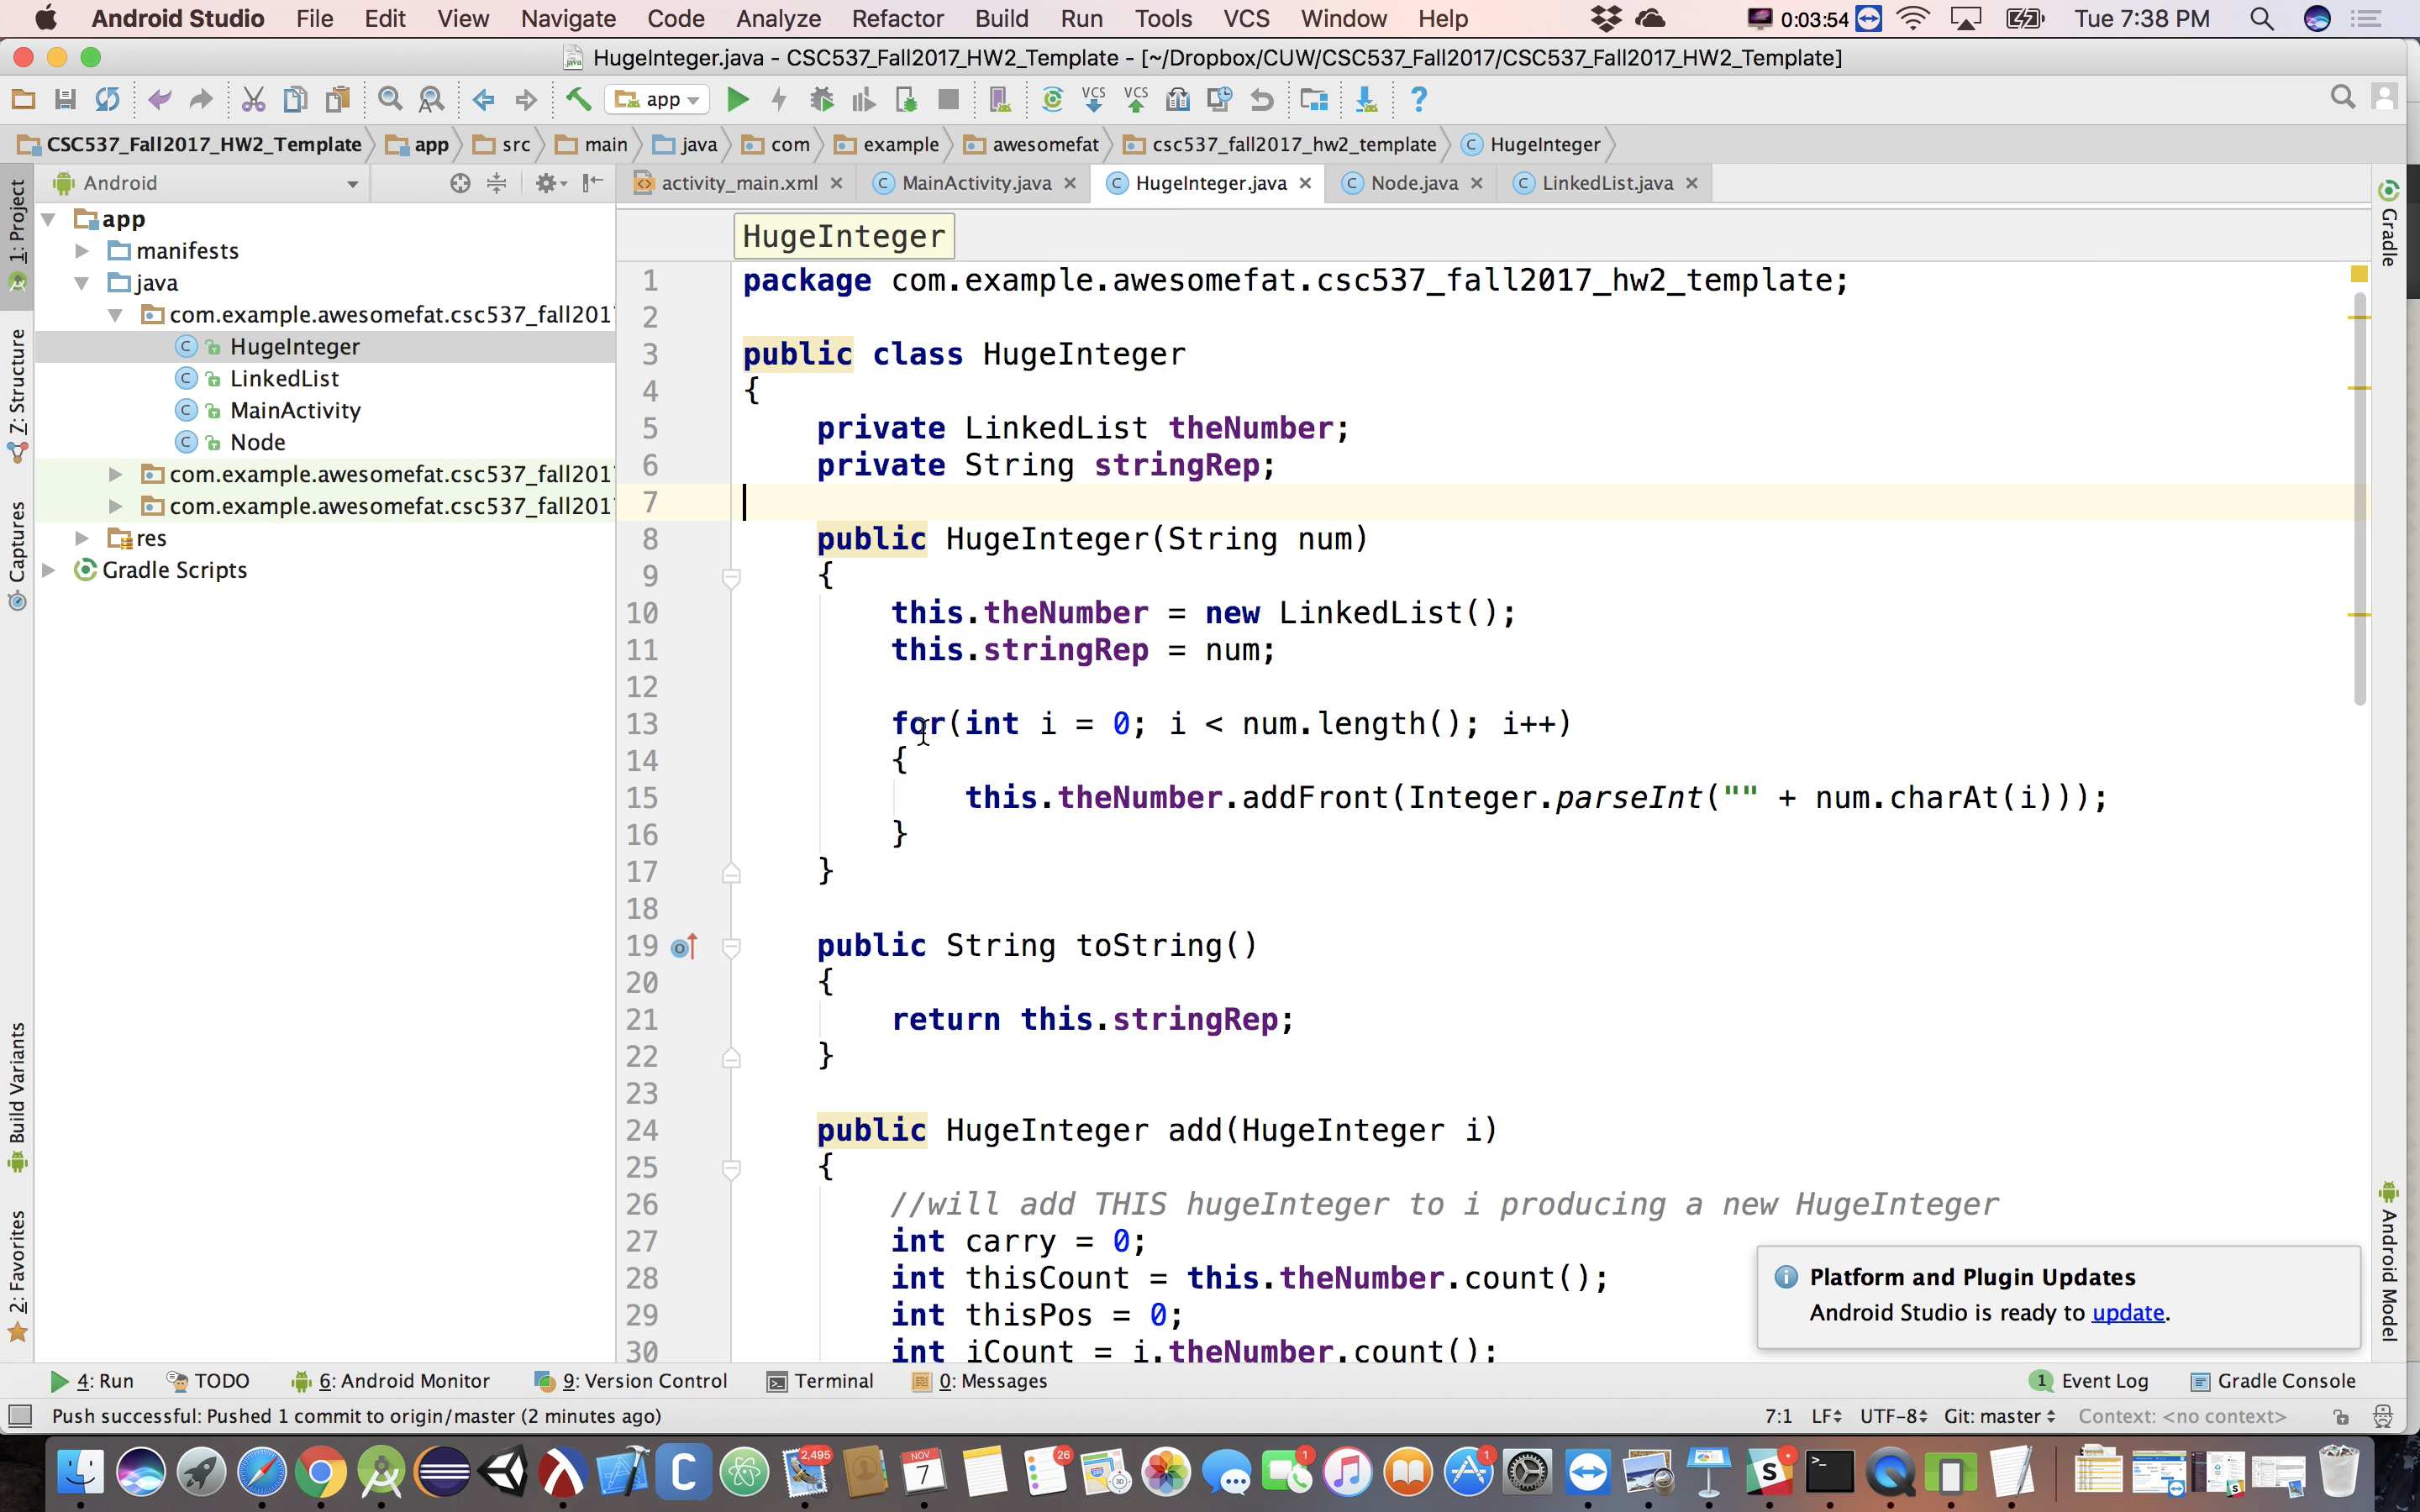 Android Studio File Edit View Navigate Code Analyze Refactor Build Run Tools VCS Window Help 0:03:54 Tue 7:38 PM
HugeInteger.java - CSC537_Fall2017_HW2_Template - [~/Dropbox/CUW/CSC537_Fall2017/CSC537_Fall2017_HW2_Template]
app VCS VCS ?
CSC537_Fall2017_HW2_Template app src main java com example awesomefat csc537_fall2017_hw2_template HugeInteger
Android
activity_main.xml MainActivity.java HugeInteger.java Node.java LinkedList.java
1: Project
Z: Structure
Captures
Build Variants
2: Favorites
app
manifests
java
com.example.awesomefat.csc537_fall201
HugeInteger
LinkedList
MainActivity
Node
com.example.awesomefat.csc537_fall201
com.example.awesomefat.csc537_fall201
res
Gradle Scripts
HugeInteger
1 package com.example.awesomefat.csc537_fall2017_hw2_template;
2
3 public class HugeInteger
4 {
5 private LinkedList theNumber;
6 private String stringRep;
7
8 public HugeInteger(String num)
9 {
10 this.theNumber = new LinkedList();
11 this.stringRep = num;
12
13 for(int i = 0; i < num.length(); i++)
14 {
15 this.theNumber.addFront(Integer.parseInt("" + num.charAt(i)));
16 }
17 }
18
19 public String toString()
20 {
21 return this.stringRep;
22 }
23
24 public HugeInteger add(HugeInteger i)
25 {
26 //will add THIS hugeInteger to i producing a new HugeInteger
27 int carry = 0;
28 int thisCount = this.theNumber.count();
29 int thisPos = 0;
30 int iCount = i.theNumber.count();
Gradle
Android Model
Platform and Plugin Updates
Android Studio is ready to update.
4: Run TODO 6: Android Monitor 9: Version Control Terminal 0: Messages 1 Event Log Gradle Console
Push successful: Pushed 1 commit to origin/master (2 minutes ago) 7:1 LF UTF-8 Git: master Context: <no context>
2,495 NOV 7 26 1 1